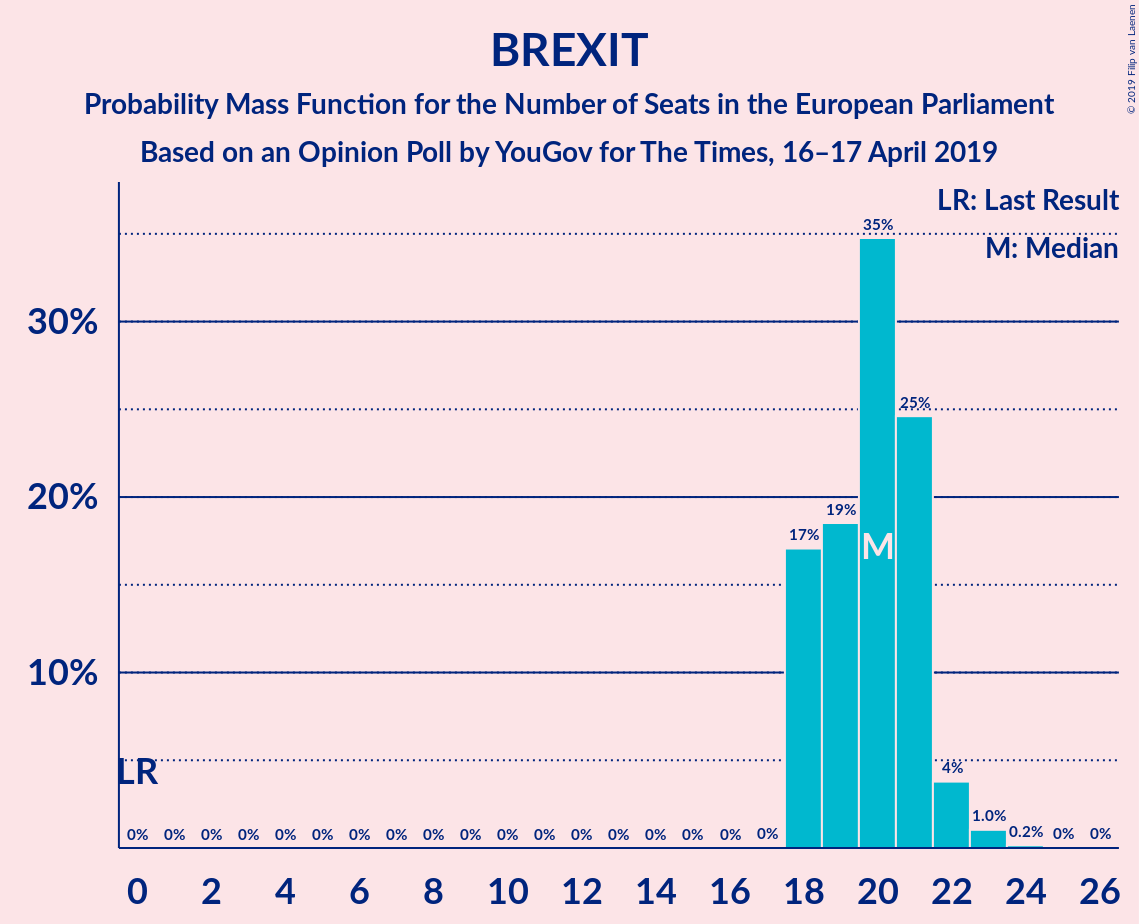 BREXIT
Probability Mass Function for the Number of Seats in the European Parliament
Based on an Opinion Poll by YouGov for The Times, 16–17 April 2019
© 2019 Filip van Laenen
LR: Last Result
M: Median
35%
30%
25%
20%
19%
17%
M
10%
LR
4%
1.0%
0% 0% 0% 0% 0% 0% 0% 0% 0% 0% 0% 0% 0% 0% 0% 0% 0% 0% 0.2% 0% 0%
0 2 4 6 8 10 12 14 16 18 20 22 24 26